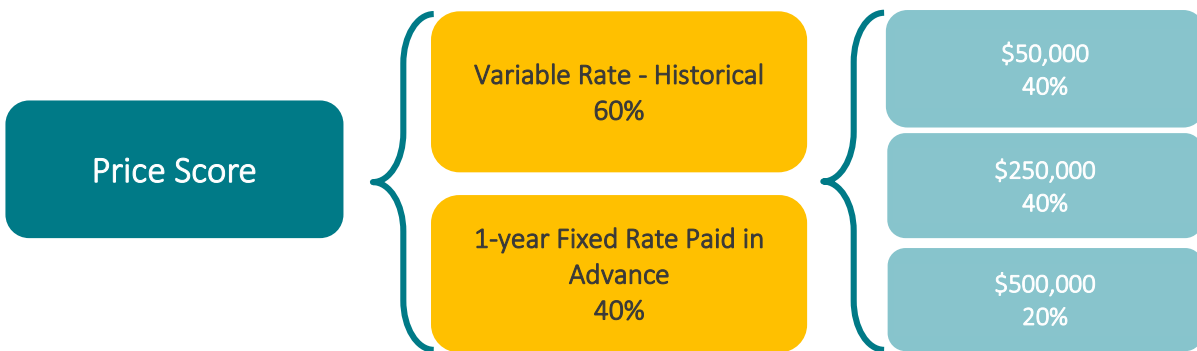 Price Score
Variable Rate - Historical
60%
1-year Fixed Rate Paid in
Advance
40%
$50,000
40%
$250,000
40%
$500,000
20%